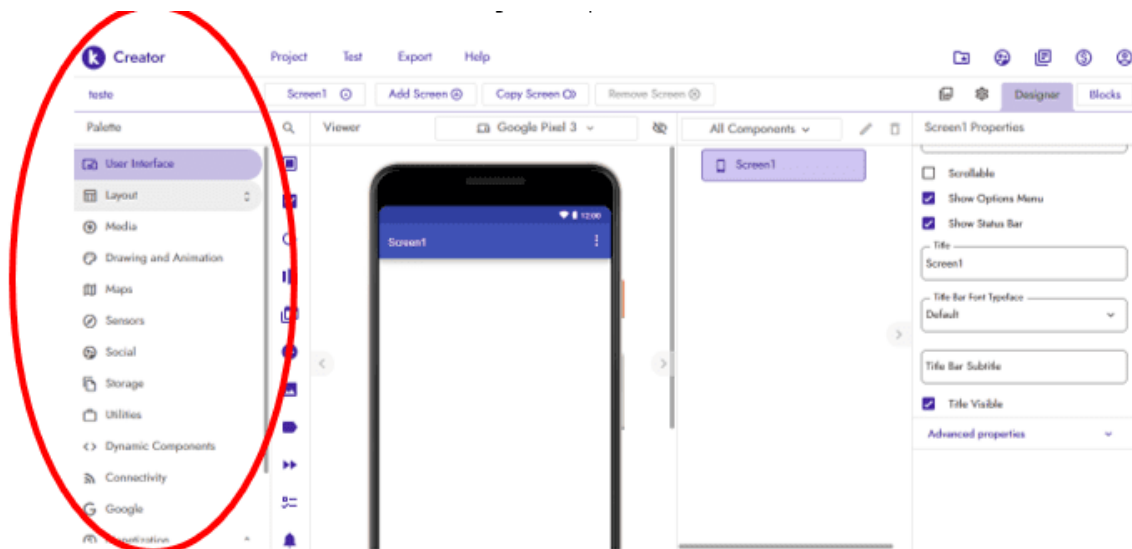 Creator
Project Test Export Help
teste
Screen1 Add Screen Copy Screen Remove Screen Designer Blocks
Palette Viewer Google Pixel 3 All Components Screen1 Properties
User Interface
Layout
Media
Drawing and Animation
Maps
Sensors
Social
Storage
Utilities
Dynamic Components
Connectivity
Google
Monetization
12:00
Screen1
Screen1
Scrollable
Show Options Menu
Show Status Bar
Title
Screen1
Title Bar Font Typeface
Default
Title Bar Subtitle
Title Visible
Advanced properties